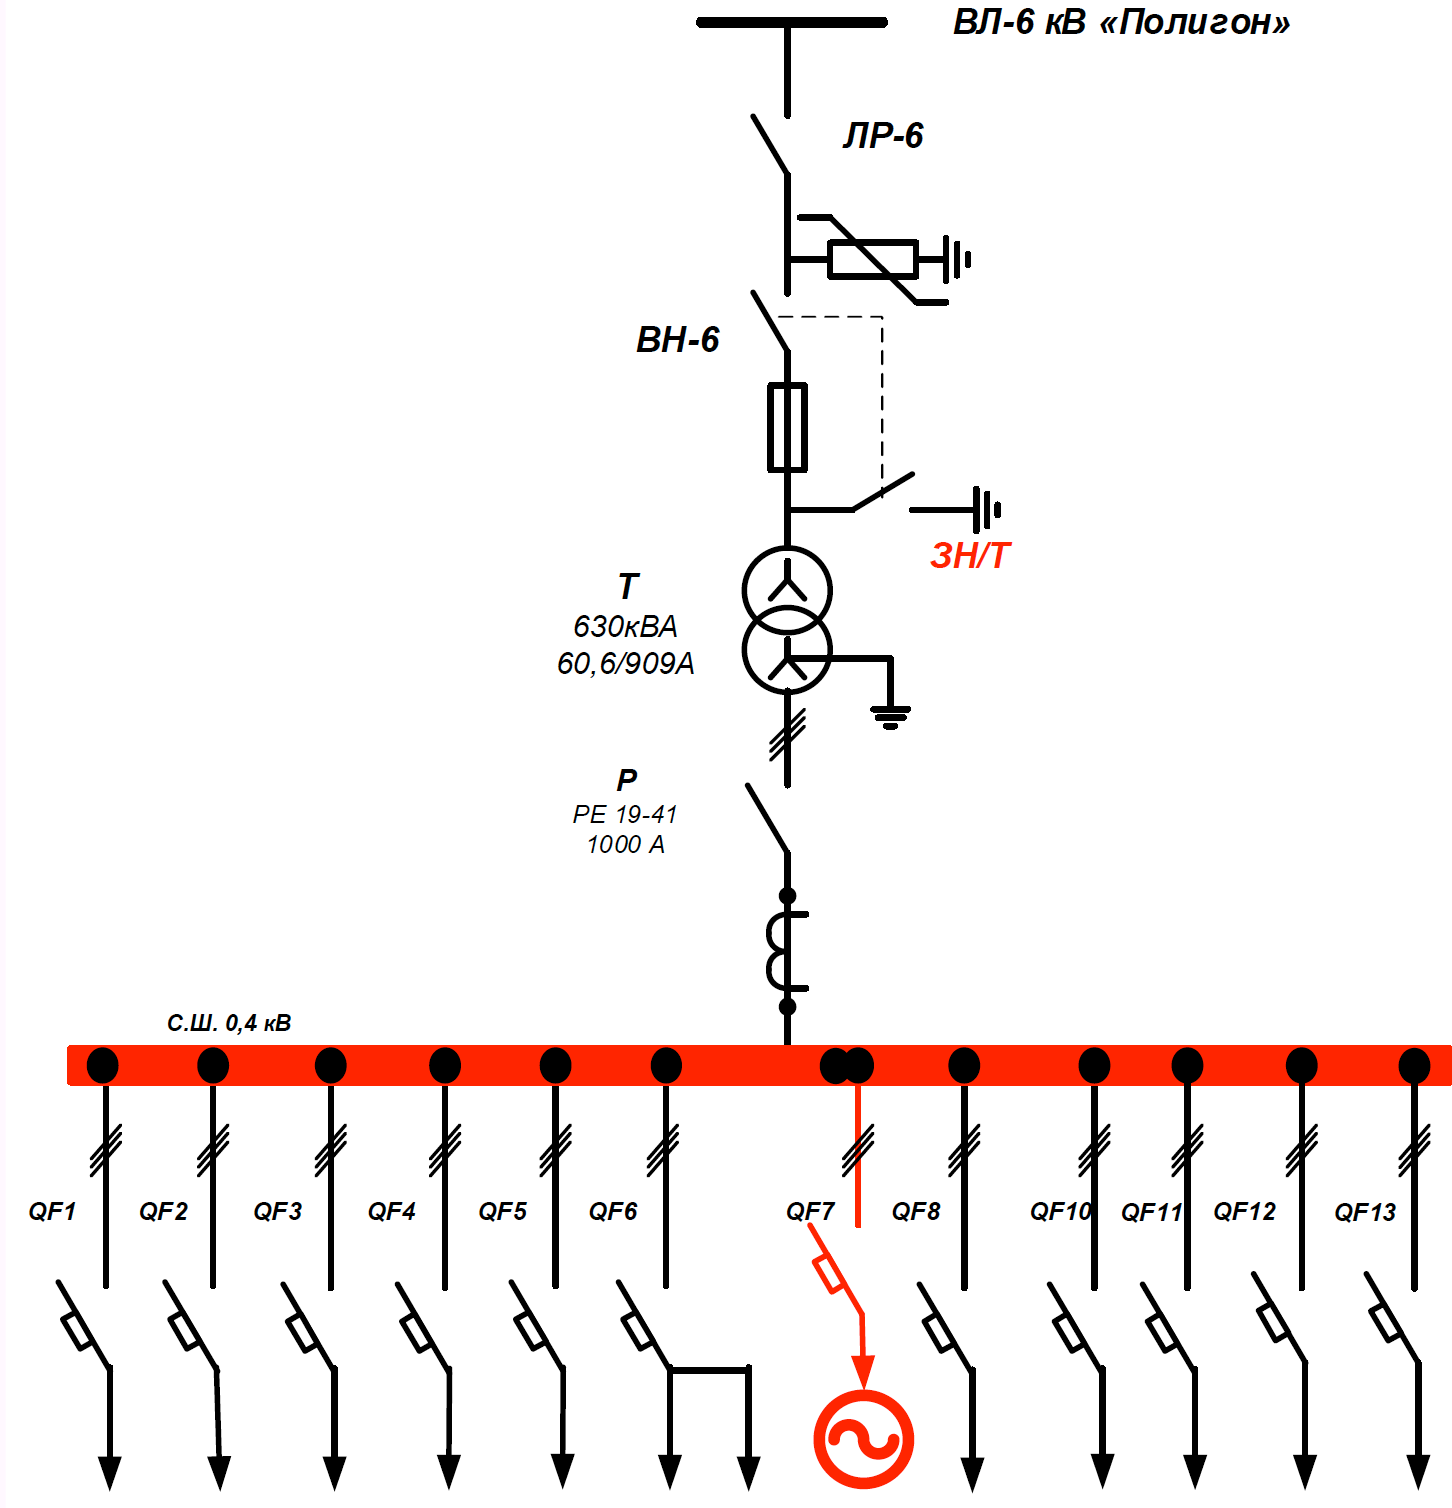 ВЛ-6 кВ «Полигон»
ЛР-6
ВН-6
ЗН/Т
Т
630кВА
60,6/909А
Р
РЕ 19-41
1000 А
С.Ш. 0,4 кВ
QF1
QF2
QF3
QF4
QF5
QF6
QF7
QF8
QF10
QF11
QF12
QF13